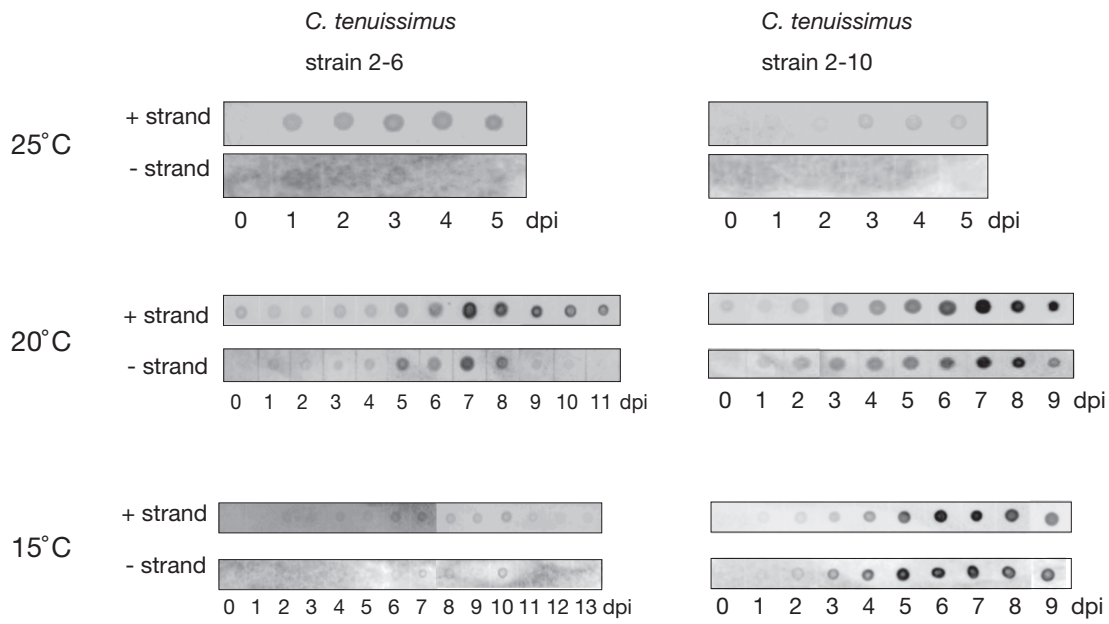 C. tenuissimus
strain 2-6
C. tenuissimus
strain 2-10
25˚C
+ strand
- strand
0 1 2 3 4 5 dpi
0 1 2 3 4 5 dpi
20˚C
+ strand
- strand
0 1 2 3 4 5 6 7 8 9 10 11 dpi
0 1 2 3 4 5 6 7 8 9 dpi
15˚C
+ strand
- strand
0 1 2 3 4 5 6 7 8 9 10 11 12 13 dpi
0 1 2 3 4 5 6 7 8 9 dpi